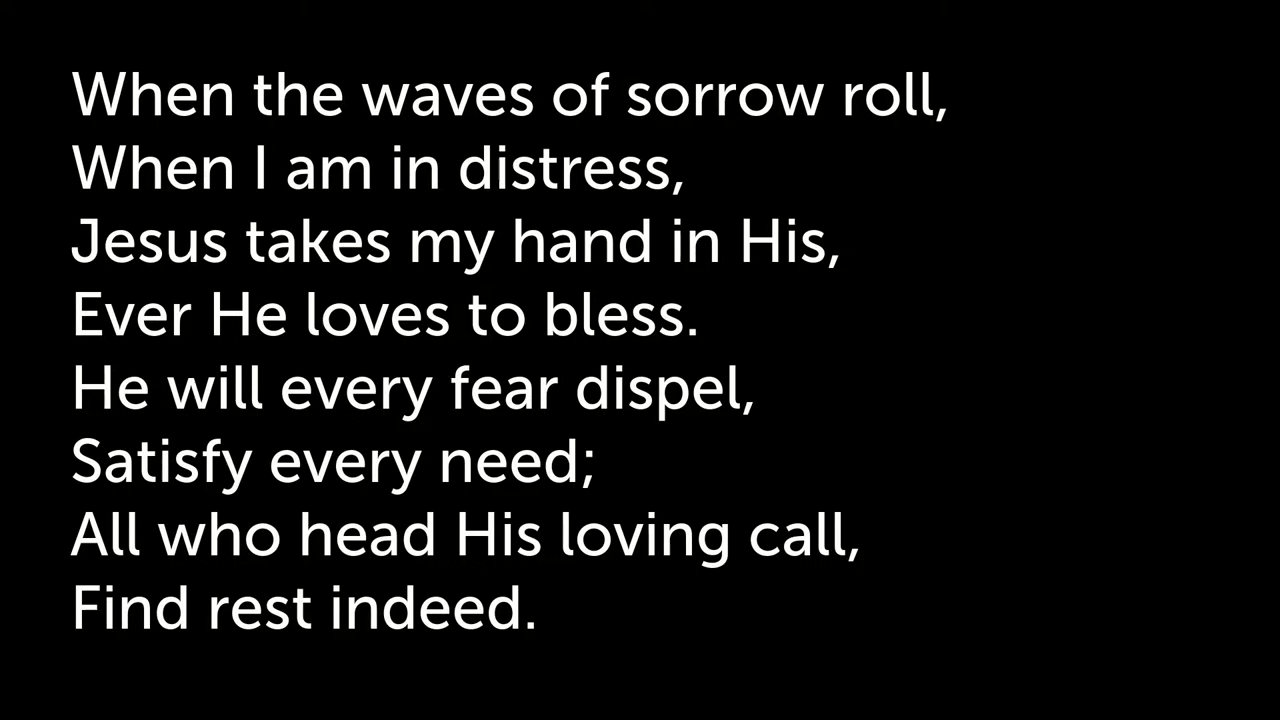 When the waves of sorrow roll,
When I am in distress,
Jesus takes my hand in His,
Ever He loves to bless.
He will every fear dispel,
Satisfy every need;
All who head His loving call,
Find rest indeed.